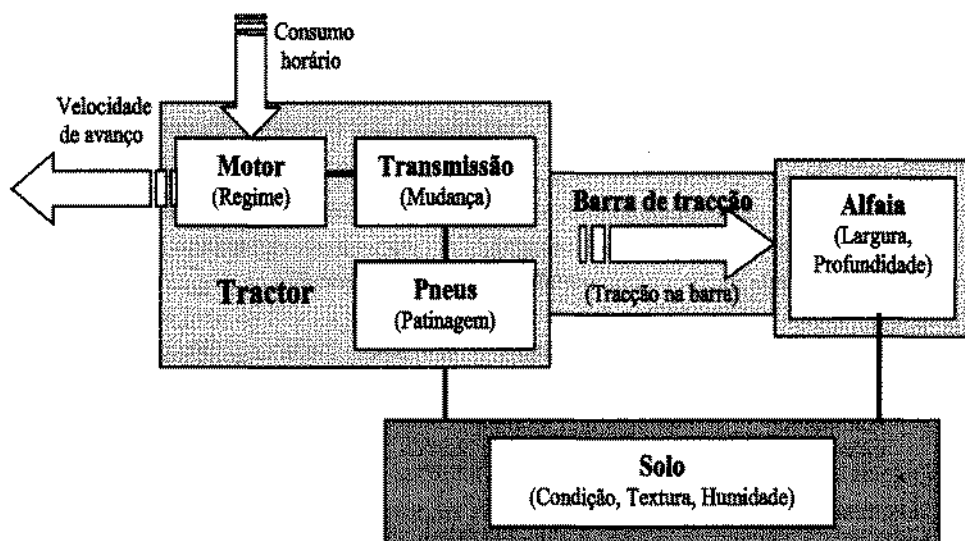 Consumo
horário
Velocidade
de avanço
Motor
(Regime)
Transmissão
(Mudança)
Tractor
Pneus
(Patinagem)
Barra de tracção
(Tracção na barra)
Alfaia
(Largura,
Profundidade)
Solo
(Condição, Textura, Humidade)